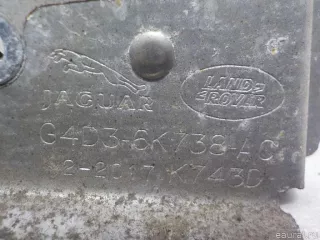 JAGUAR
LAND ROVER
G4D3-6K738-AC
2-2017 K743D